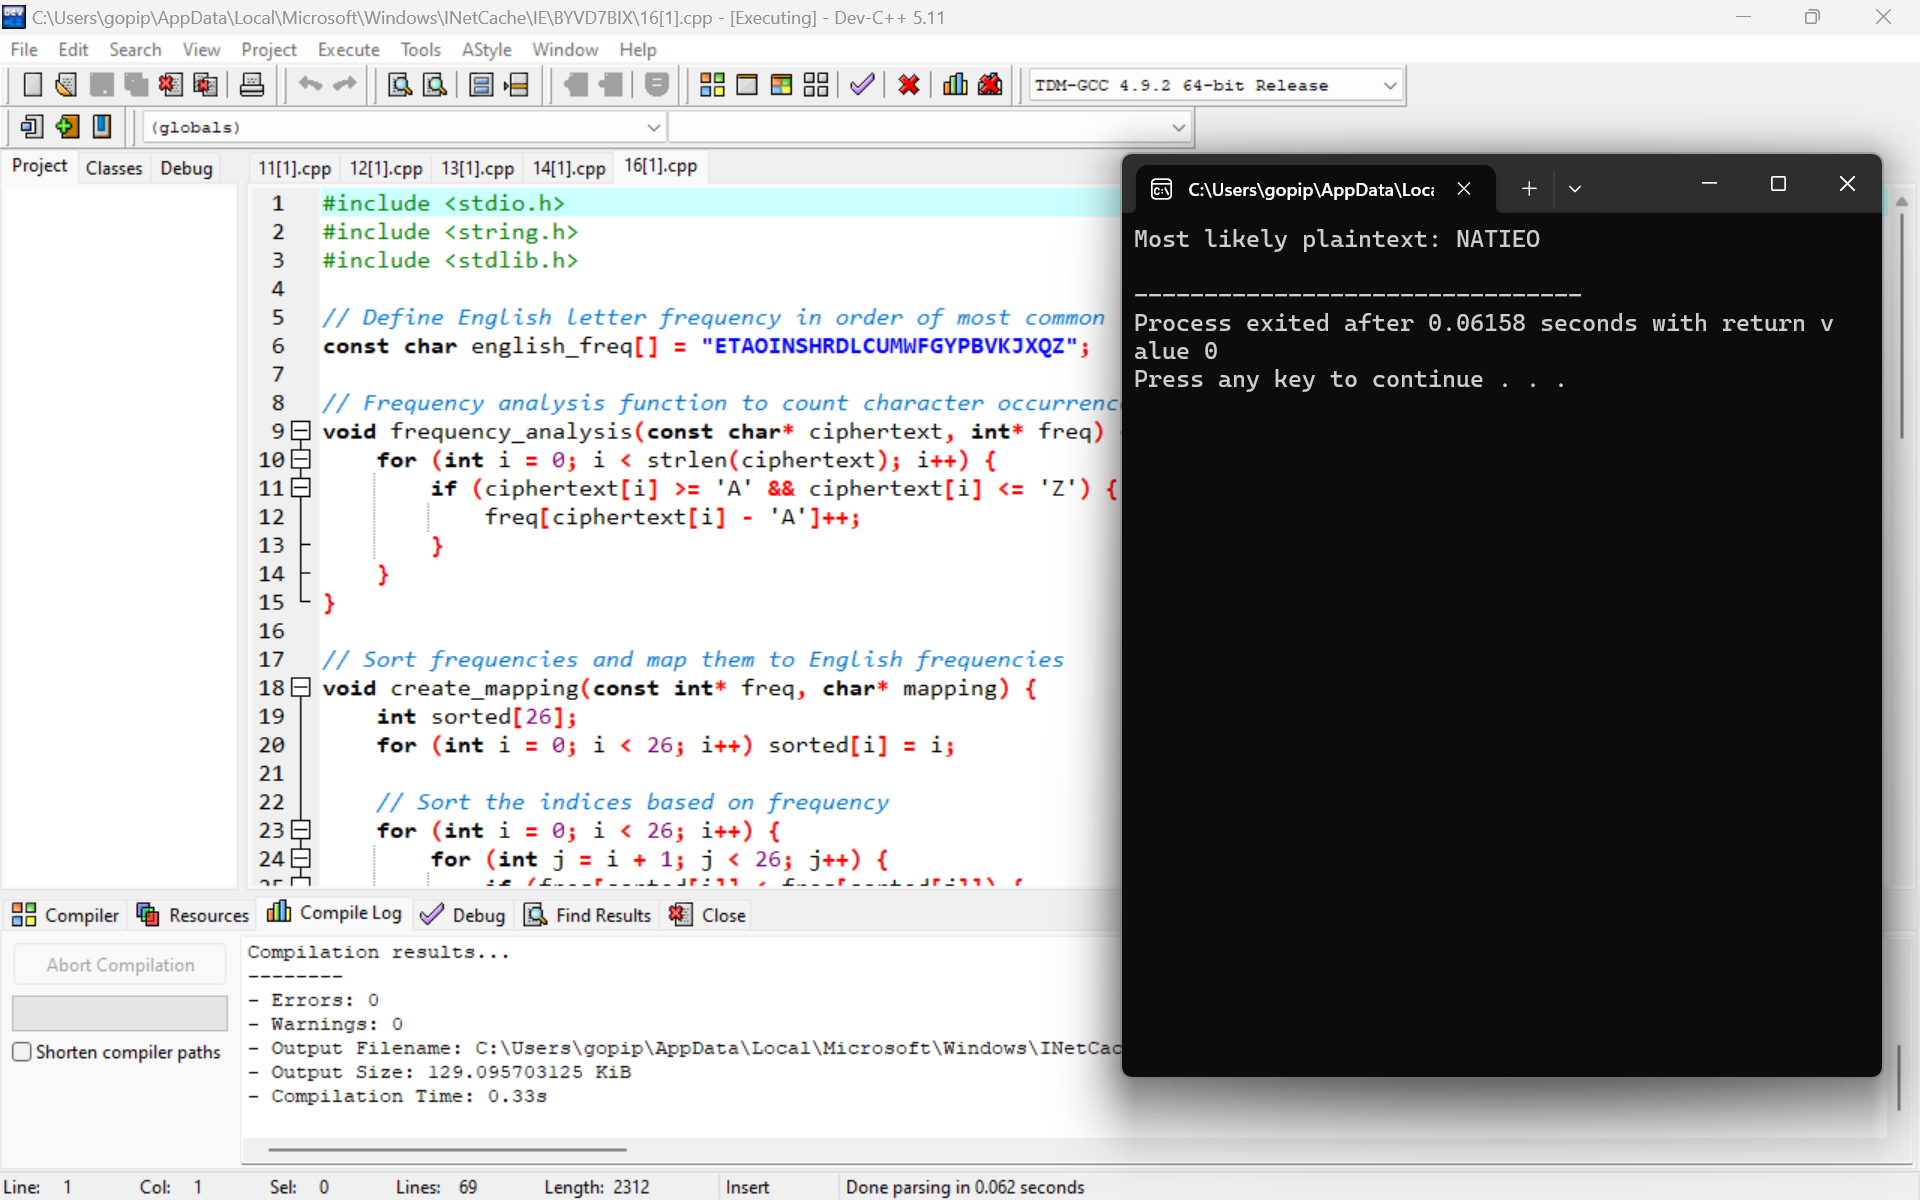 C:\Users\gopip\AppData\Local\Microsoft\Windows\INetCache\IE\BYVD7BIX\16[1].cpp - [Executing] - Dev-C++ 5.11
File Edit Search View Project Execute Tools AStyle Window Help
TDM-GCC 4.9.2 64-bit Release
(globals)
Project Classes Debug
11[1].cpp 12[1].cpp 13[1].cpp 14[1].cpp 16[1].cpp
1 #include <stdio.h>
2 #include <string.h>
3 #include <stdlib.h>
4
5 // Define English letter frequency in order of most common
6 const char english_freq[] = "ETAOINSHRDLCUMWFGYPBVKJXQZ";
7
8 // Frequency analysis function to count character occurrenc
9 void frequency_analysis(const char* ciphertext, int* freq)
10 for (int i = 0; i < strlen(ciphertext); i++) {
11 if (ciphertext[i] >= 'A' && ciphertext[i] <= 'Z') {
12 freq[ciphertext[i] - 'A']++;
13 }
14 }
15 }
16
17 // Sort frequencies and map them to English frequencies
18 void create_mapping(const int* freq, char* mapping) {
19 int sorted[26];
20 for (int i = 0; i < 26; i++) sorted[i] = i;
21
22 // Sort the indices based on frequency
23 for (int i = 0; i < 26; i++) {
24 for (int j = i + 1; j < 26; j++) {
C:\Users\gopip\AppData\Loca
Most likely plaintext: NATIEO
--------------------------------
Process exited after 0.06158 seconds with return v
alue 0
Press any key to continue . . .
Compiler Resources Compile Log Debug Find Results Close
Abort Compilation
Shorten compiler paths
Compilation results...
--------
- Errors: 0
- Warnings: 0
- Output Filename: C:\Users\gopip\AppData\Local\Microsoft\Windows\INetCac
- Output Size: 129.095703125 KiB
- Compilation Time: 0.33s
Line: 1 Col: 1 Sel: 0 Lines: 69 Length: 2312 Insert Done parsing in 0.062 seconds